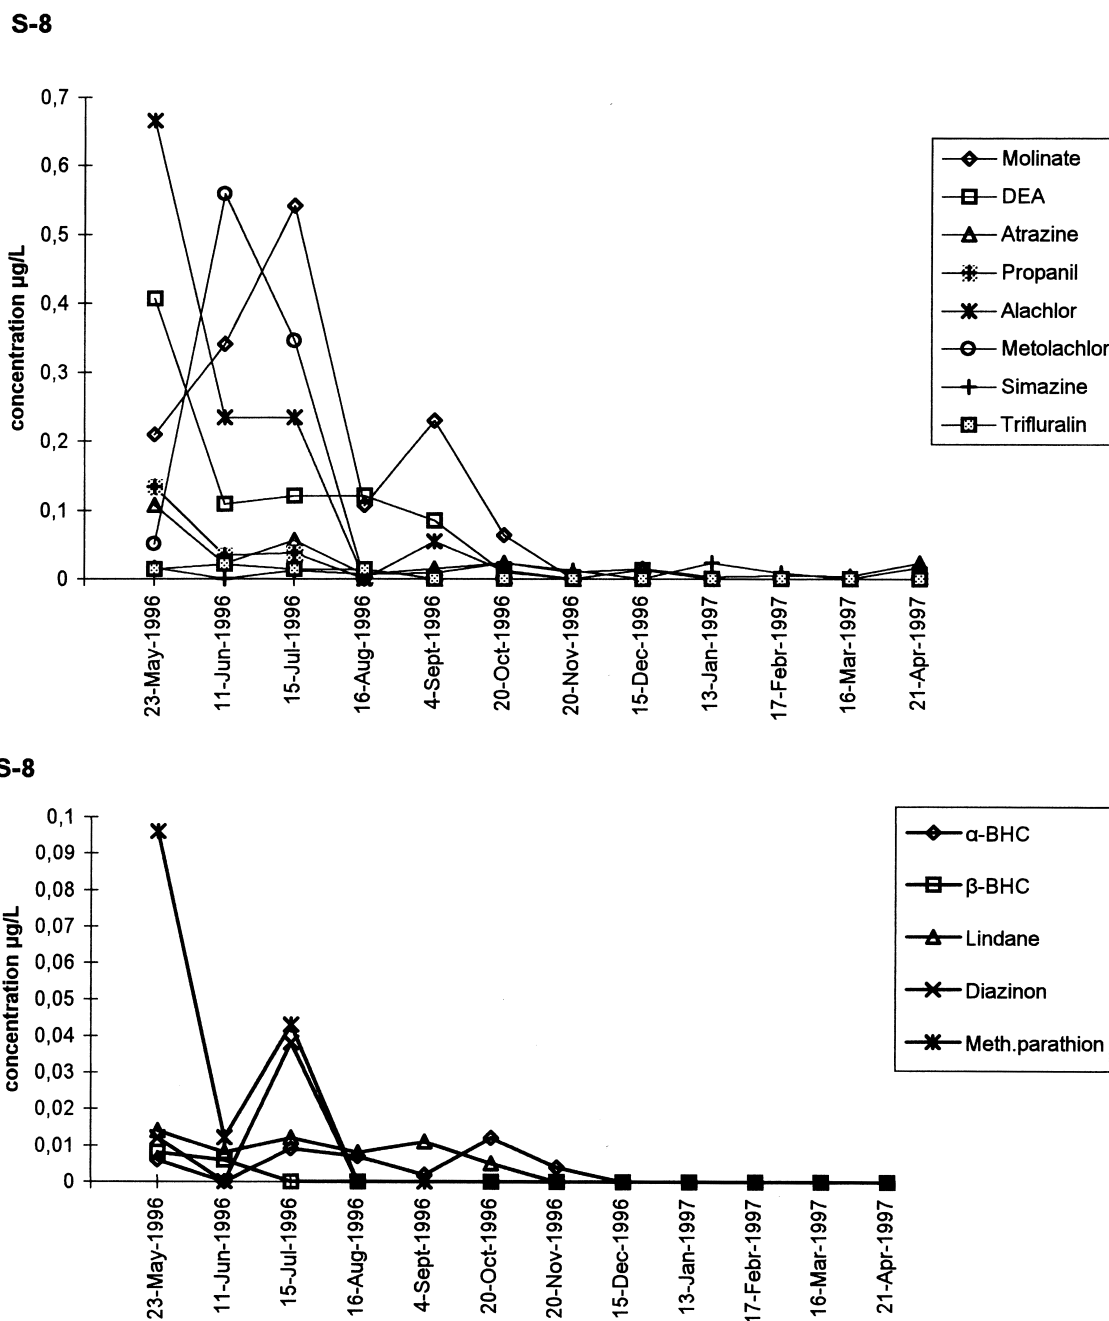 S-8
0,7
0,6
0,5
0,4
0,3
0,2
0,1
0
concentration µg/L
23-May-1996
11-Jun-1996
15-Jul-1996
16-Aug-1996
4-Sept-1996
20-Oct-1996
20-Nov-1996
15-Dec-1996
13-Jan-1997
17-Febr-1997
16-Mar-1997
21-Apr-1997
Molinate
DEA
Atrazine
Propanil
Alachlor
Metolachlor
Simazine
Trifluralin
S-8
0,1
0,09
0,08
0,07
0,06
0,05
0,04
0,03
0,02
0,01
0
concentration µg/L
23-May-1996
11-Jun-1996
15-Jul-1996
16-Aug-1996
4-Sept-1996
20-Oct-1996
20-Nov-1996
15-Dec-1996
13-Jan-1997
17-Febr-1997
16-Mar-1997
21-Apr-1997
α-BHC
β-BHC
Lindane
Diazinon
Meth.parathion